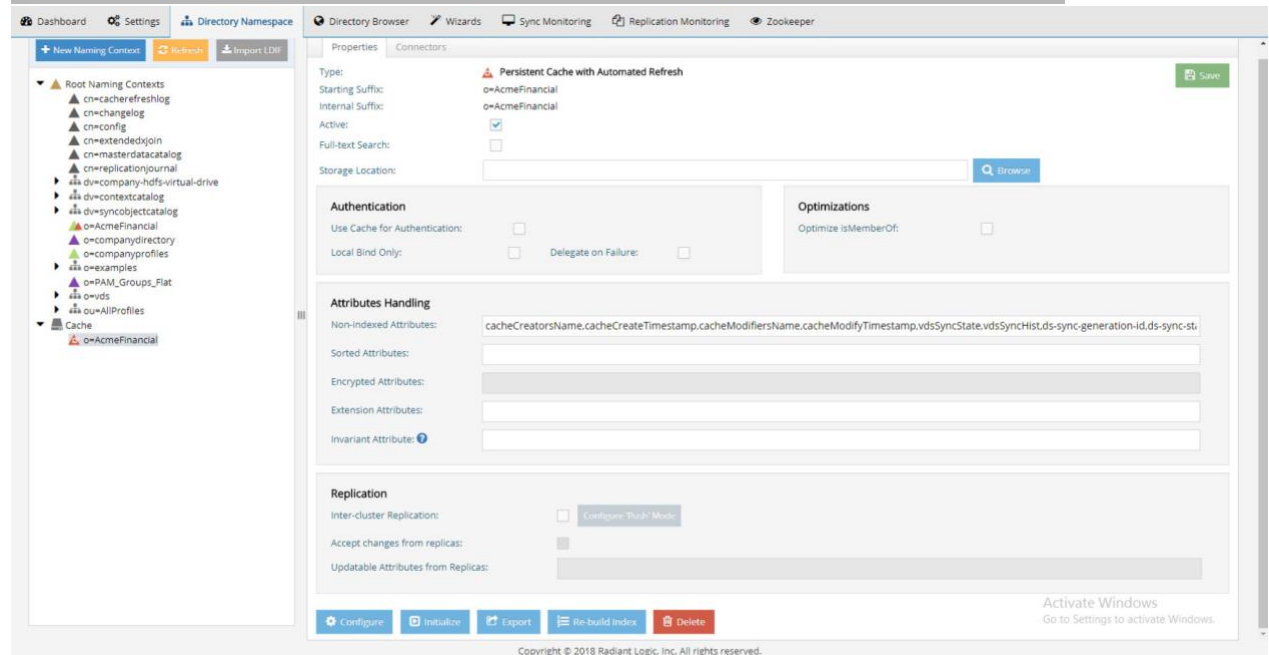 Dashboard Settings Directory Namespace Directory Browser Wizards Sync Monitoring Replication Monitoring Zookeeper
+ New Naming Context Refresh Import LDIF
Root Naming Contexts
cn=cacherefreshlog
cn=changelog
cn=config
cn=extendedxjoin
cn=masterdatacatalog
cn=replicationjournal
dv=company-hdfs-virtual-drive
dv=contextcatalog
dv=syncobjectcatalog
o=AcmeFinancial
o=companydirectory
o=companyprofiles
o=examples
o=PAM_Groups_Flat
o=vds
ou=AllProfiles
Cache
o=AcmeFinancial
Properties Connectors
Type: Persistent Cache with Automated Refresh
Save
Starting Suffix: o=AcmeFinancial
Internal Suffix: o=AcmeFinancial
Active:
Full-text Search:
Storage Location: Browse
Authentication
Use Cache for Authentication:
Local Bind Only: Delegate on Failure:
Optimizations
Optimize isMemberOf:
Attributes Handling
Non-indexed Attributes: cacheCreatorsName,cacheCreateTimestamp,cacheModifiersName,cacheModifyTimestamp,vdsSyncState,vdsSyncHist,ds-sync-generation-id,ds-sync-st
Sorted Attributes:
Encrypted Attributes:
Extension Attributes:
Invariant Attribute: ?
Replication
Inter-cluster Replication: Configure 'Push' Mode
Accept changes from replicas:
Updatable Attributes from Replicas:
Configure Initialize Export Re-build Index Delete
Activate Windows
Go to Settings to activate Windows.
Copyright © 2018 Radiant Logic, Inc. All rights reserved.